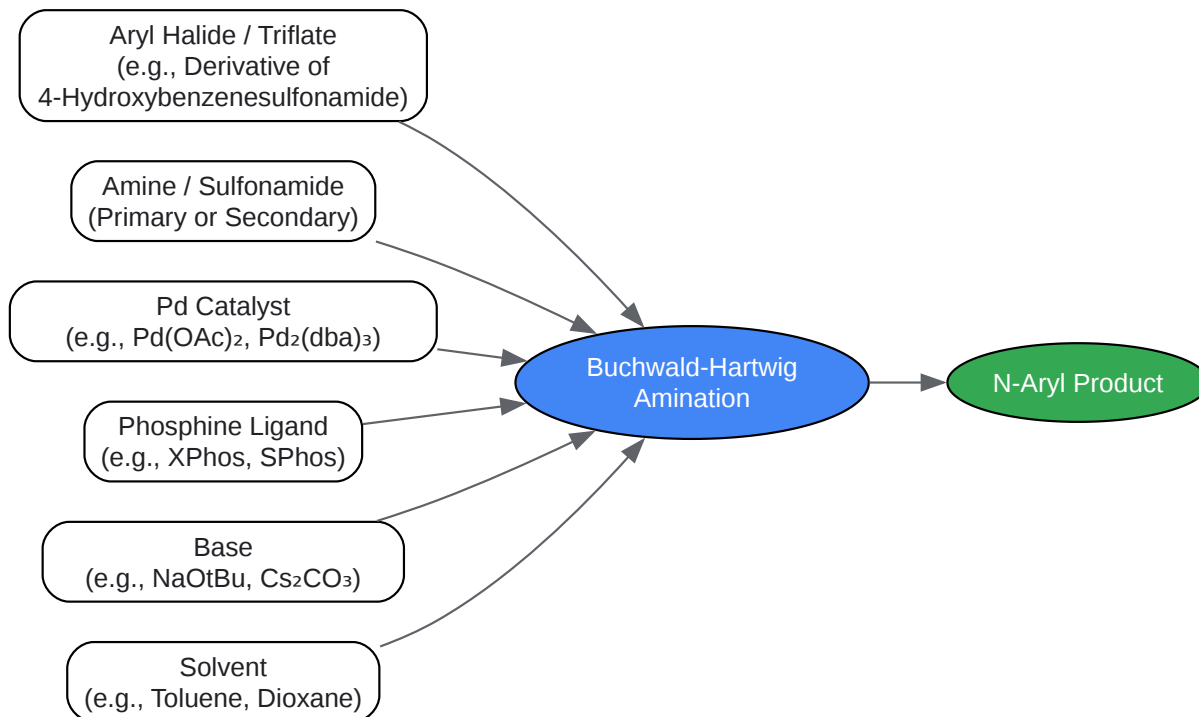 Aryl Halide / Triflate
(e.g., Derivative of
4-Hydroxybenzenesulfonamide)
Amine / Sulfonamide
(Primary or Secondary)
Pd Catalyst
(e.g., Pd(OAc)₂, Pd₂(dba)₃)
Phosphine Ligand
(e.g., XPhos, SPhos)
Base
(e.g., NaOtBu, Cs₂CO₃)
Solvent
(e.g., Toluene, Dioxane)
Buchwald-Hartwig
Amination
N-Aryl Product